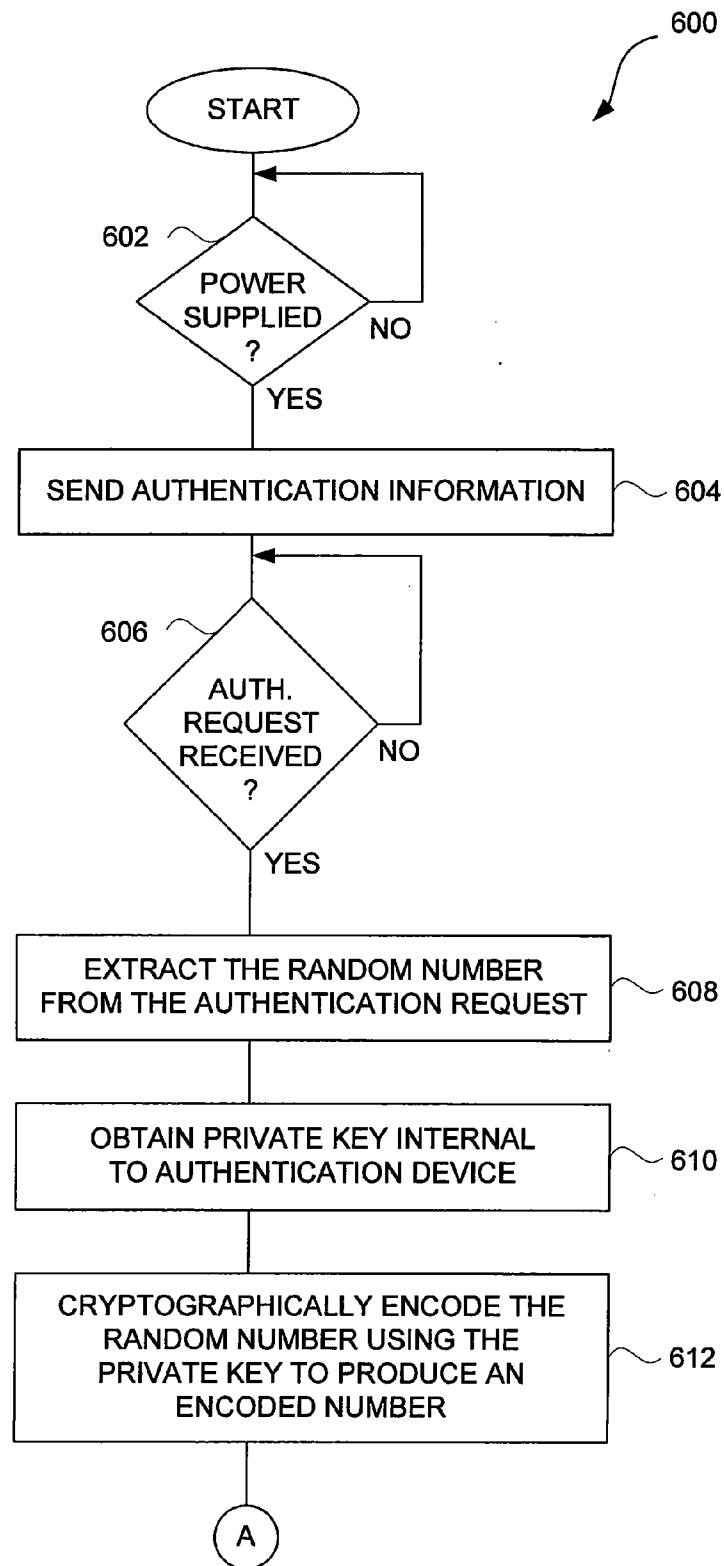 600
START
602
POWER
SUPPLIED
?
NO
YES
SEND AUTHENTICATION INFORMATION
604
606
AUTH.
REQUEST
RECEIVED
?
NO
YES
EXTRACT THE RANDOM NUMBER
FROM THE AUTHENTICATION REQUEST
608
OBTAIN PRIVATE KEY INTERNAL
TO AUTHENTICATION DEVICE
610
CRYPTOGRAPHICALLY ENCODE THE
RANDOM NUMBER USING THE
PRIVATE KEY TO PRODUCE AN
ENCODED NUMBER
612
A